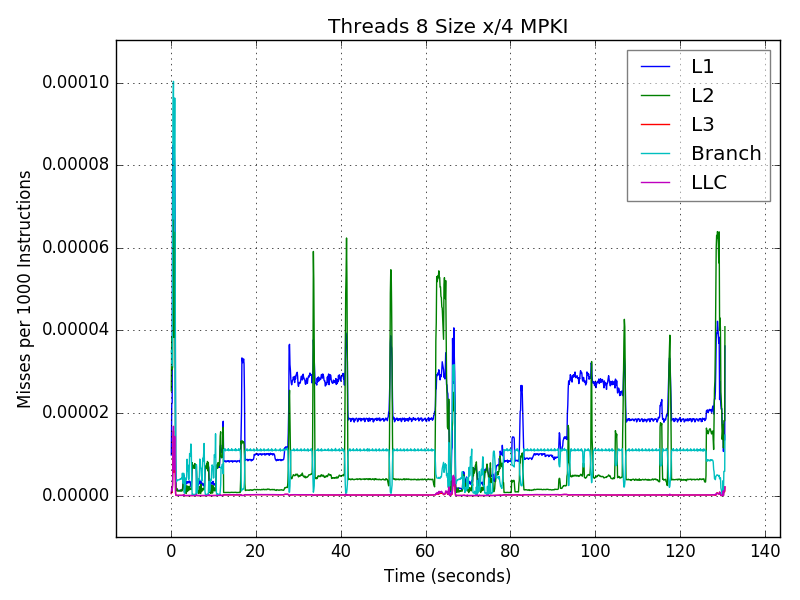 Threads 8 Size x/4 MPKI
L1
L2
L3
Branch
LLC
Misses per 1000 Instructions
0.00010
0.00008
0.00006
0.00004
0.00002
0.00000
0 20 40 60 80 100 120 140
Time (seconds)